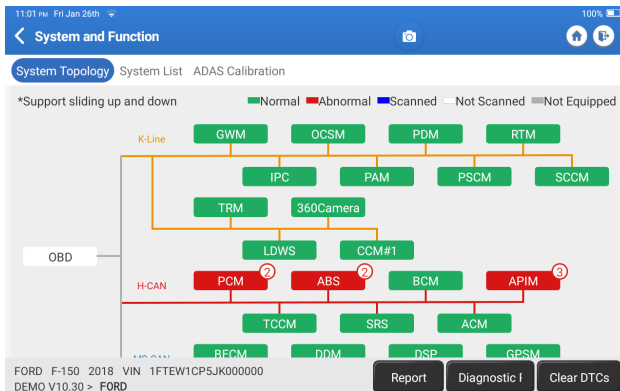 11:01 PM Fri Jan 26th 100%
System and Function
System Topology System List ADAS Calibration
*Support sliding up and down Normal Abnormal Scanned Not Scanned Not Equipped
K-Line GWM OCSM PDM RTM
IPC PAM PSCM SCCM
TRM 360Camera
LDWS CCM#1
OBD
H-CAN PCM 2 ABS 2 BCM APIM 3
TCCM SRS ACM
MS-CAN BECM DDM DSP GPSM
FORD F-150 2018 VIN 1FTEW1CP5JK000000
DEMO V10.30 > FORD
Report Diagnostic F Clear DTCs